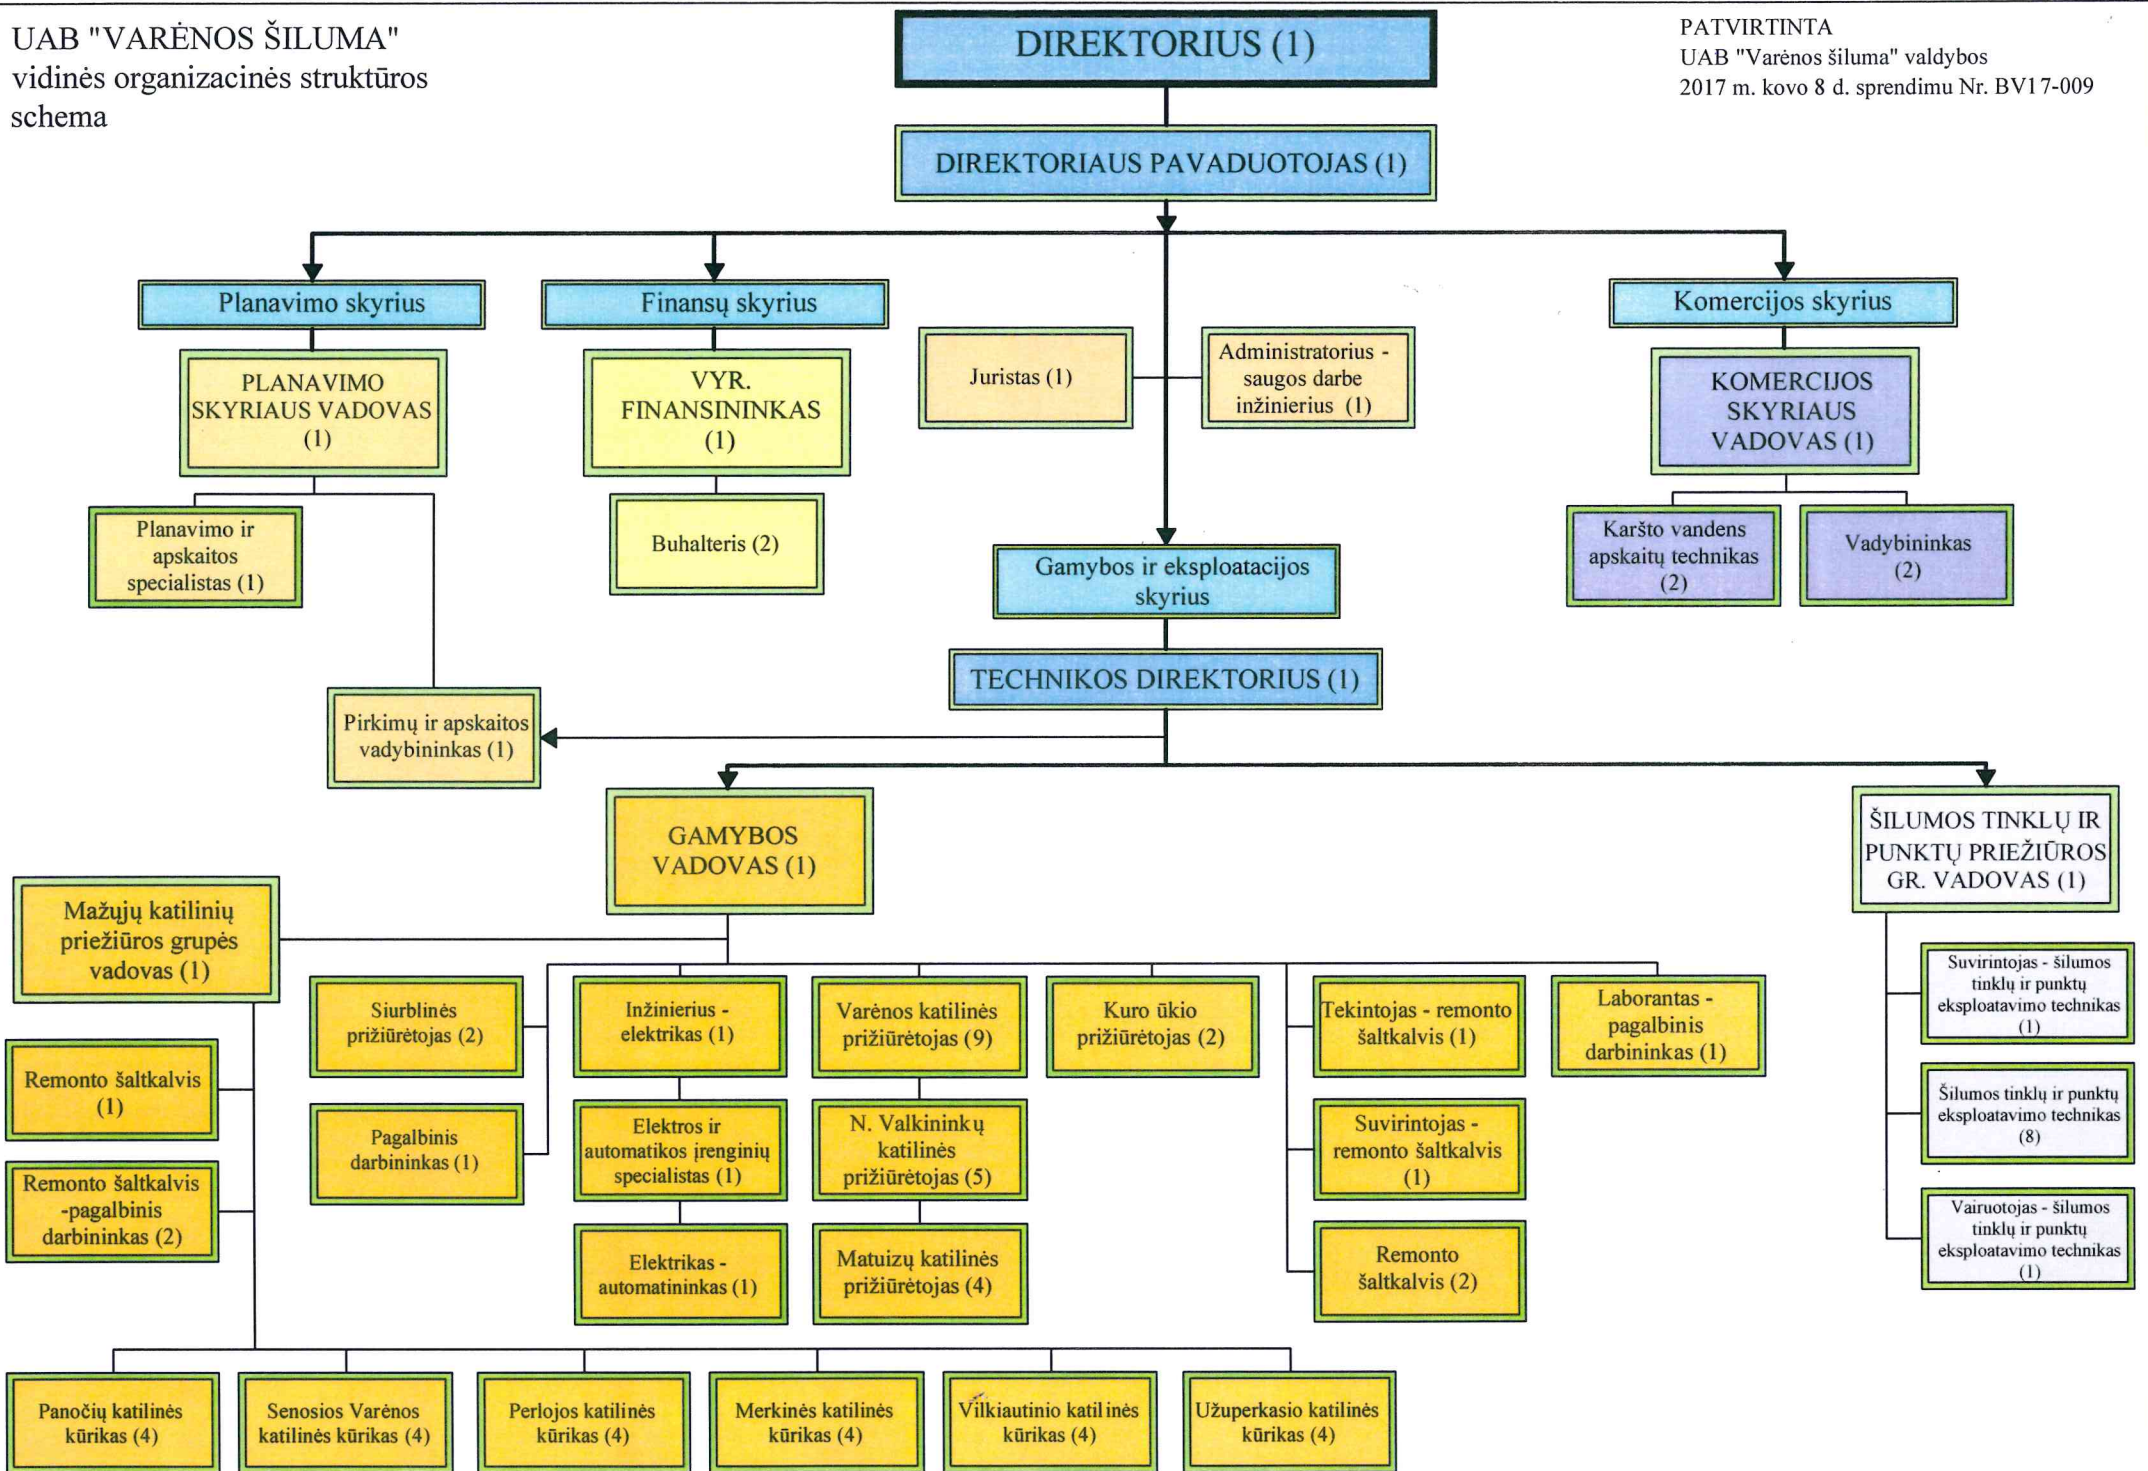 UAB "VARĖNOS ŠILUMA"
vidinės organizacinės struktūros
schema
DIREKTORIUS (1)
PATVIRTINTA
UAB "Varėnos šiluma" valdybos
2017 m. kovo 8 d. sprendimu Nr. BV17-009
DIREKTORIAUS PAVADUOTOJAS (1)
Planavimo skyrius
Finansų skyrius
Komercijos skyrius
PLANAVIMO
SKYRIAUS VADOVAS
(1)
VYR.
FINANSININKAS
(1)
Juristas (1)
Administratorius -
saugos darbe
inžinierius (1)
KOMERCIJOS
SKYRIAUS
VADOVAS (1)
Planavimo ir
apskaitos
specialistas (1)
Buhalteris (2)
Gamybos ir eksploatacijos
skyrius
Karšto vandens
apskaitų technikas
(2)
Vadybininkas
(2)
TECHNIKOS DIREKTORIUS (1)
Pirkimų ir apskaitos
vadybininkas (1)
GAMYBOS
VADOVAS (1)
ŠILUMOS TINKLŲ IR
PUNKTŲ PRIEŽIŪROS
GR. VADOVAS (1)
Mažųjų katilinių
priežiūros grupės
vadovas (1)
Siurblinės
prižiūrėtojas (2)
Inžinierius -
elektrikas (1)
Varėnos katilinės
prižiūrėtojas (9)
Kuro ūkio
prižiūrėtojas (2)
Tekintojas - remonto
šaltkalvis (1)
Laborantas -
pagalbinis
darbininkas (1)
Suvirintojas - šilumos
tinklų ir punktų
eksploatavimo technikas
(1)
Remonto šaltkalvis
(1)
Pagalbinis
darbininkas (1)
Elektros ir
automatikos įrenginių
specialistas (1)
N. Valkininkų
katilinės
prižiūrėtojas (5)
Suvirintojas -
remonto šaltkalvis
(1)
Šilumos tinklų ir punktų
eksploatavimo technikas
(8)
Remonto šaltkalvis
-pagalbinis
darbininkas (2)
Elektrikas -
automatininkas (1)
Matuizų katilinės
prižiūrėtojas (4)
Remonto
šaltkalvis (2)
Vairuotojas - šilumos
tinklų ir punktų
eksploatavimo technikas
(1)
Panočių katilinės
kūrikas (4)
Senosios Varėnos
katilinės kūrikas (4)
Perlojos katilinės
kūrikas (4)
Merkinės katilinės
kūrikas (4)
Vilkiautinio katilinės
kūrikas (4)
Užuperkasio katilinės
kūrikas (4)